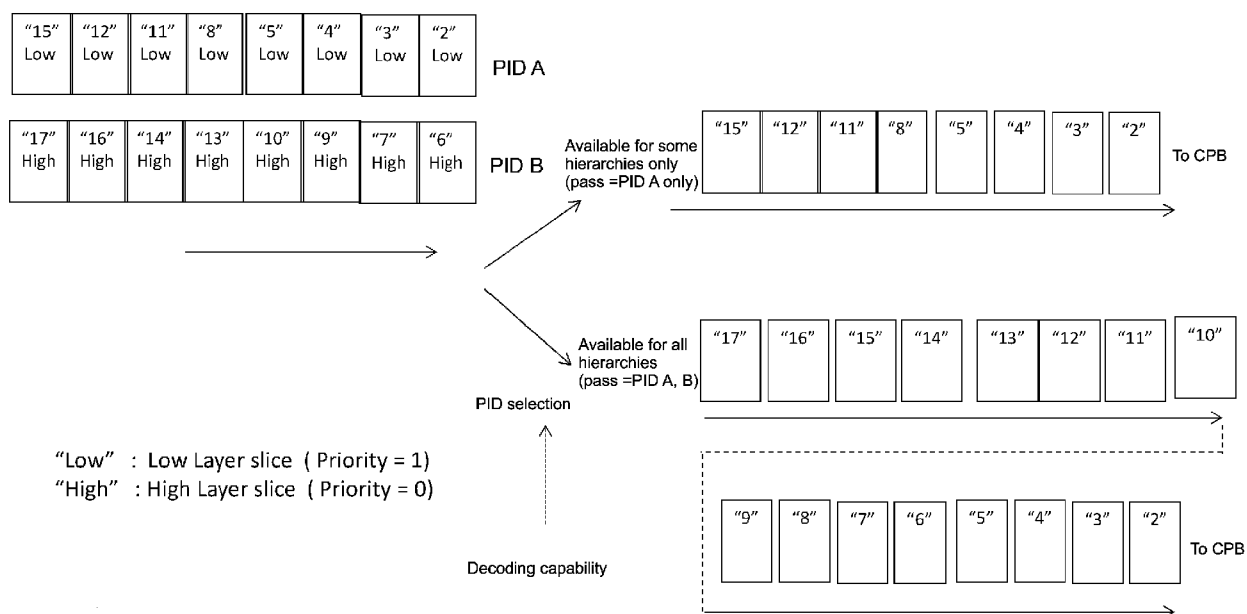 “15” “12” “11” “8” “5” “4” “3” “2”
Low Low Low Low Low Low Low Low
PID A
“17” “16” “14” “13” “10” “9” “7” “6”
High High High High High High High High
PID B
Available for some
hierarchies only
(pass =PID A only)
“15” “12” “11” “8” “5” “4” “3” “2”
To CPB
Available for all
hierarchies
(pass =PID A, B)
“17” “16” “15” “14” “13” “12” “11” “10”
PID selection
“Low” : Low Layer slice ( Priority = 1)
“High” : High Layer slice ( Priority = 0)
“9” “8” “7” “6” “5” “4” “3” “2”
To CPB
Decoding capability